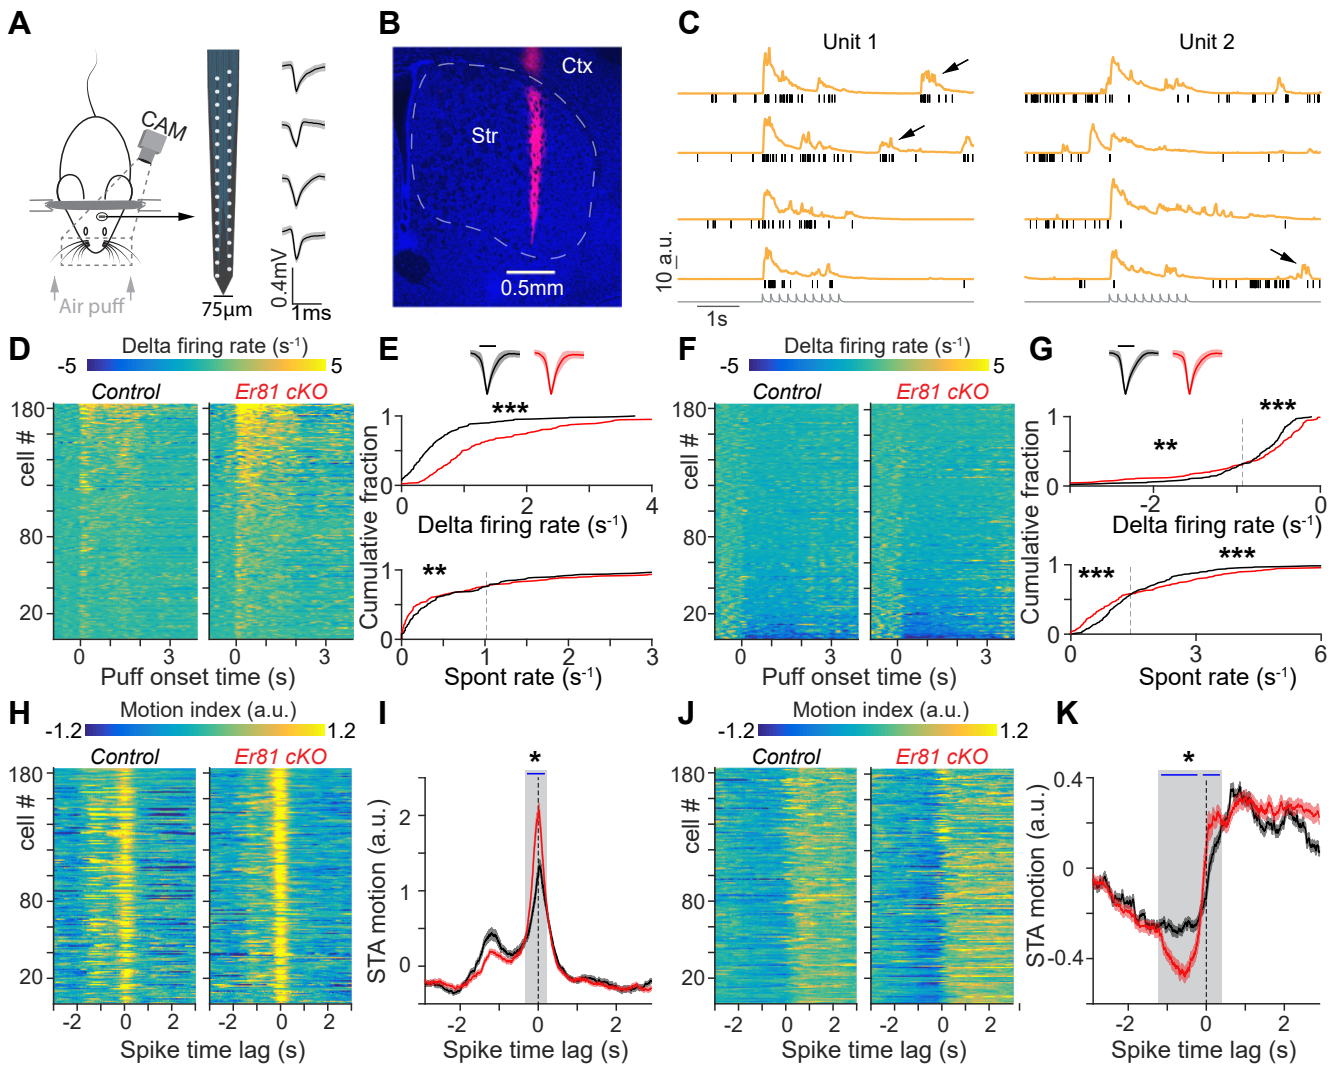 A
CAM
Air puff
75µm
0.4mV
1ms
B
Ctx
Str
0.5mm
C
Unit 1
Unit 2
10 a.u.
1s
D
Delta firing rate (s-1)
-5
5
Control
Er81 cKO
cell #
180
80
20
0
3
0
3
Puff onset time (s)
E
Cumulative fraction
***
1
0
0
2
4
Delta firing rate (s-1)
**
1
0
0
1
2
3
Spont rate (s-1)
F
Delta firing rate (s-1)
-5
5
Control
Er81 cKO
cell #
180
80
20
0
3
0
3
Puff onset time (s)
G
Cumulative fraction
***
**
1
0
-2
0
Delta firing rate (s-1)
***
***
1
0
0
3
6
Spont rate (s-1)
H
Motion index (a.u.)
-1.2
1.2
Control
Er81 cKO
cell #
180
80
20
-2
0
2
-2
0
2
Spike time lag (s)
I
*
STA motion (a.u.)
2
1
0
-2
0
2
Spike time lag (s)
J
Motion index (a.u.)
-1.2
1.2
Control
Er81 cKO
cell #
180
80
20
-2
0
2
-2
0
2
Spike time lag (s)
K
*
STA motion (a.u.)
0.4
0
-0.4
-2
0
2
Spike time lag (s)